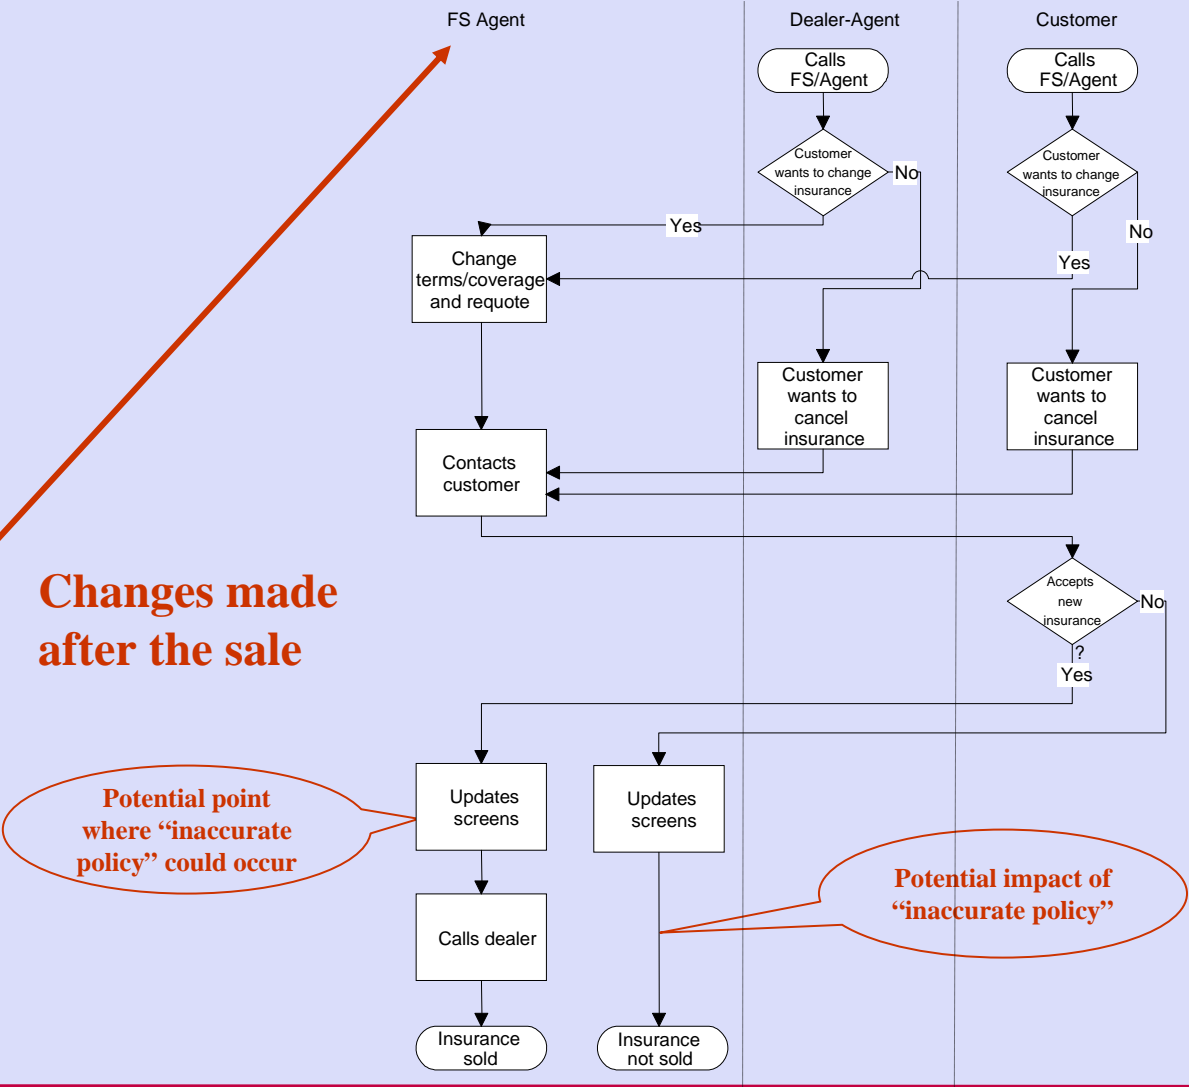 FS Agent
Dealer-Agent
Customer
Calls
FS/Agent
Calls
FS/Agent
Customer
wants to change
insurance
No
Customer
wants to change
insurance
No
Yes
Yes
Change
terms/coverage
and requote
Customer
wants to
cancel
insurance
Customer
wants to
cancel
insurance
Contacts
customer
Changes made
after the sale
Accepts
new
insurance
No
?
Yes
Potential point
where “inaccurate
policy” could occur
Updates
screens
Updates
screens
Potential impact of
“inaccurate policy”
Calls dealer
Insurance
sold
Insurance
not sold